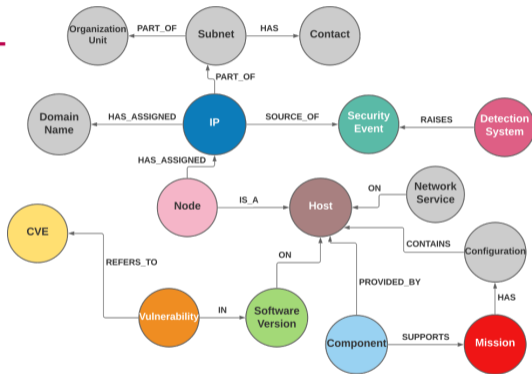 Organization
Unit
PART_OF
Subnet
HAS
Contact
PART_OF
Domain
Name
HAS_ASSIGNED
IP
SOURCE_OF
Security
Event
RAISES
Detection
System
HAS_ASSIGNED
Node
IS_A
Host
ON
Network
Service
CVE
REFERS_TO
ON
CONTAINS
Configuration
PROVIDED_BY
HAS
Vulnerability
IN
Software
Version
Component
SUPPORTS
Mission